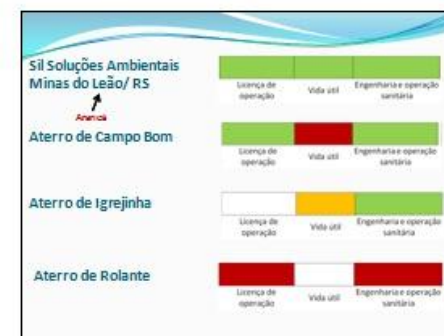 Sil Soluções Ambientais
Minas do Leão/ RS
Licença de operação
Vida útil
Engenharia e operação sanitária
Aterro de Campo Bom
Licença de operação
Vida útil
Engenharia e operação sanitária
Aterro de Igrejinha
Licença de operação
Vida útil
Engenharia e operação sanitária
Aterro de Rolante
Licença de operação
Vida útil
Engenharia e operação sanitária